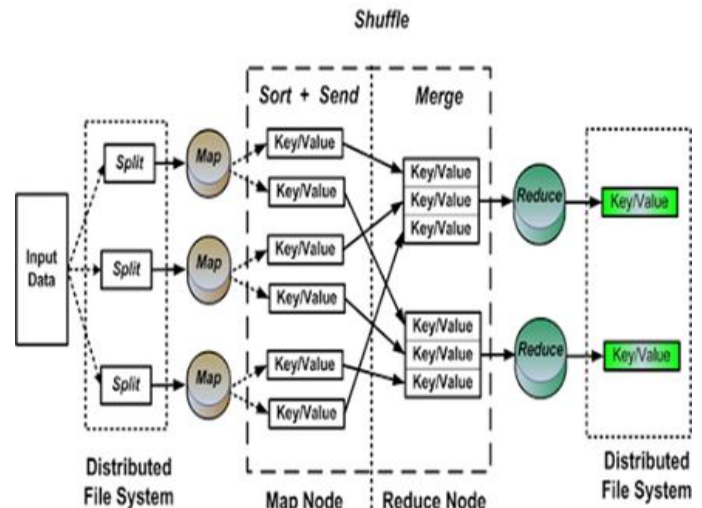 Shuffle
Sort + Send
Merge
Input
Data
Split
Split
Split
Map
Map
Map
Key/Value
Key/Value
Key/Value
Key/Value
Key/Value
Key/Value
Key/Value
Key/Value
Key/Value
Key/Value
Key/Value
Key/Value
Reduce
Reduce
Key/Value
Key/Value
Distributed
File System
Map Node
Reduce Node
Distributed
File System